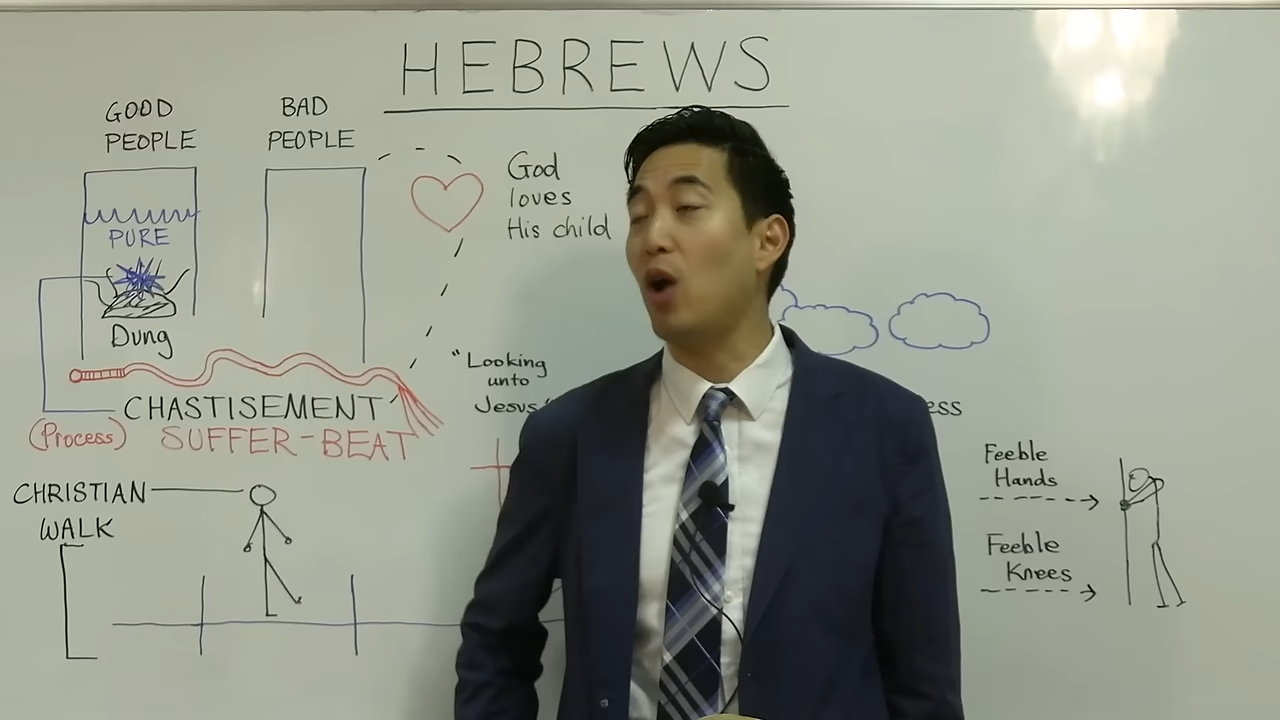 HEBREWS
GOOD
PEOPLE
BAD
PEOPLE
PURE
Dung
God
loves
His child
"Looking
unto
Jesus"
CHASTISEMENT
(Process)
SUFFER-BEAT
CHRISTIAN
WALK
Feeble
Hands
Feeble
Knees